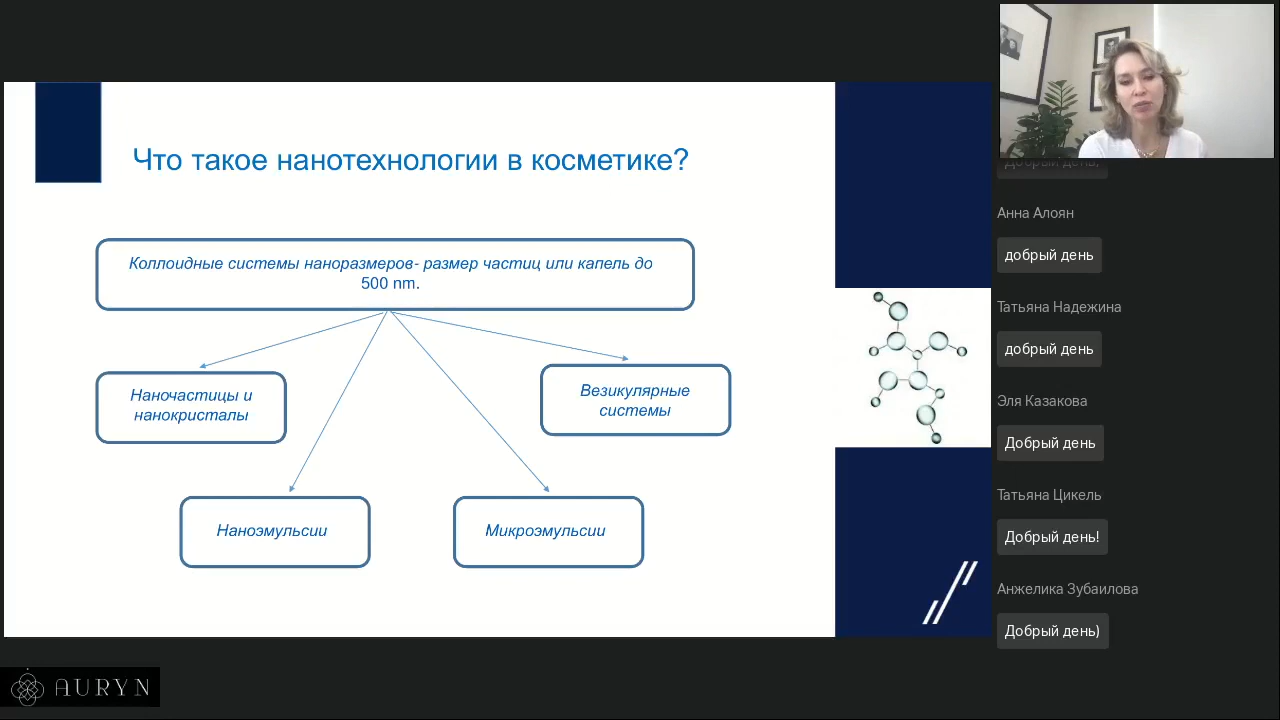 Что такое нанотехнологии в косметике?
Коллоидные системы наноразмеров- размер частиц или капель до
500 nm.
Наночастицы и
нанокристалы
Везикулярные
системы
Наноэмульсии
Микроэмульсии
AURYN
Добрый день,
Анна Алоян
добрый день
Татьяна Надежина
добрый день
Эля Казакова
Добрый день
Татьяна Цикель
Добрый день!
Анжелика Зубаилова
Добрый день)